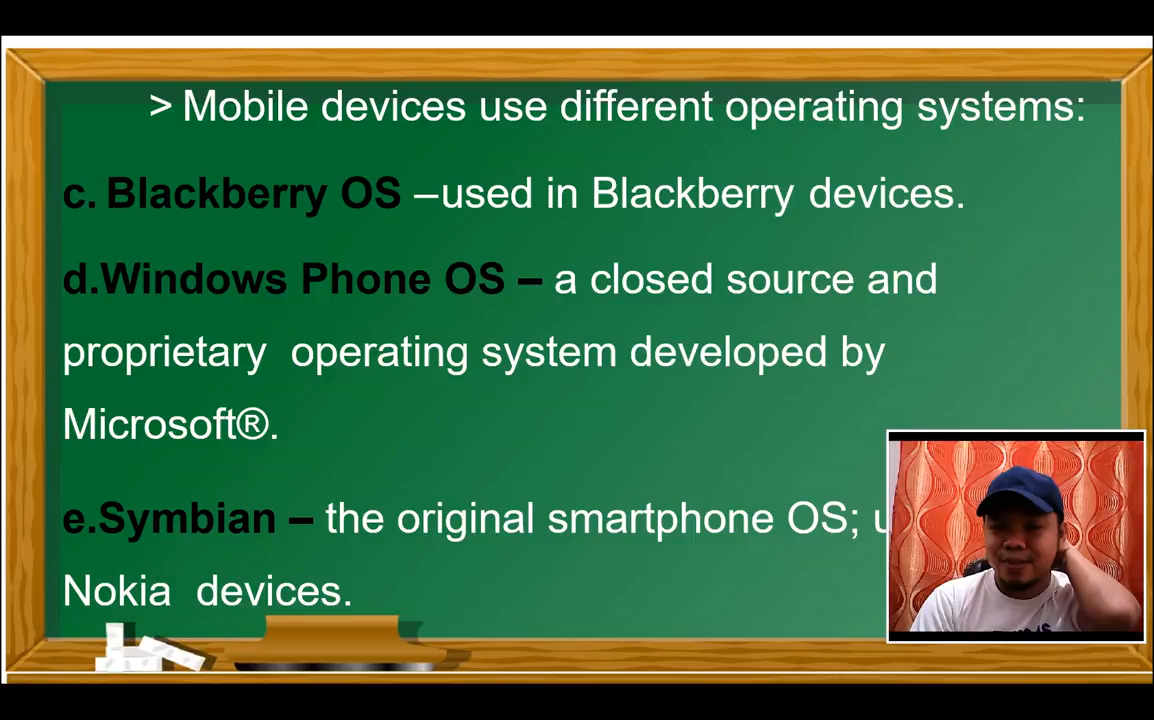 > Mobile devices use different operating systems:
c. Blackberry OS –used in Blackberry devices.
d.Windows Phone OS – a closed source and
proprietary operating system developed by
Microsoft®.
e.Symbian – the original smartphone OS;
Nokia devices.